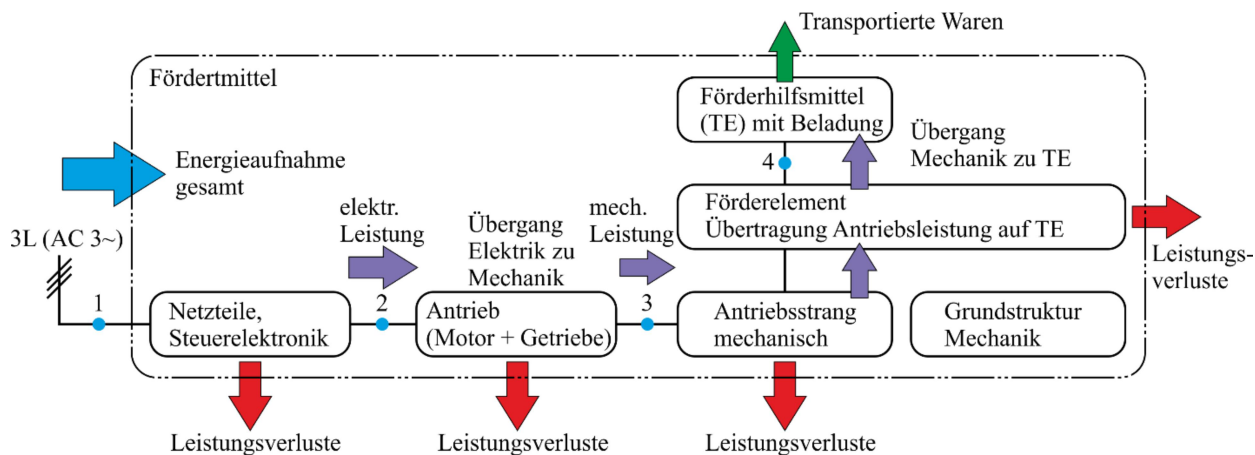 Transportierte Waren
Fördertmittel
Förderhilfsmittel
(TE) mit Beladung
Übergang
Mechanik zu TE
4
Energieaufnahme
gesamt
elektr.
Leistung
Übergang
Elektrik zu
Mechanik
mech.
Leistung
Förderelement
Übertragung Antriebsleistung auf TE
Leistungs-
verluste
3L (AC 3~)
1
Netzteile,
Steuerelektronik
2
Antrieb
(Motor + Getriebe)
3
Antriebsstrang
mechanisch
Grundstruktur
Mechanik
Leistungsverluste
Leistungsverluste
Leistungsverluste